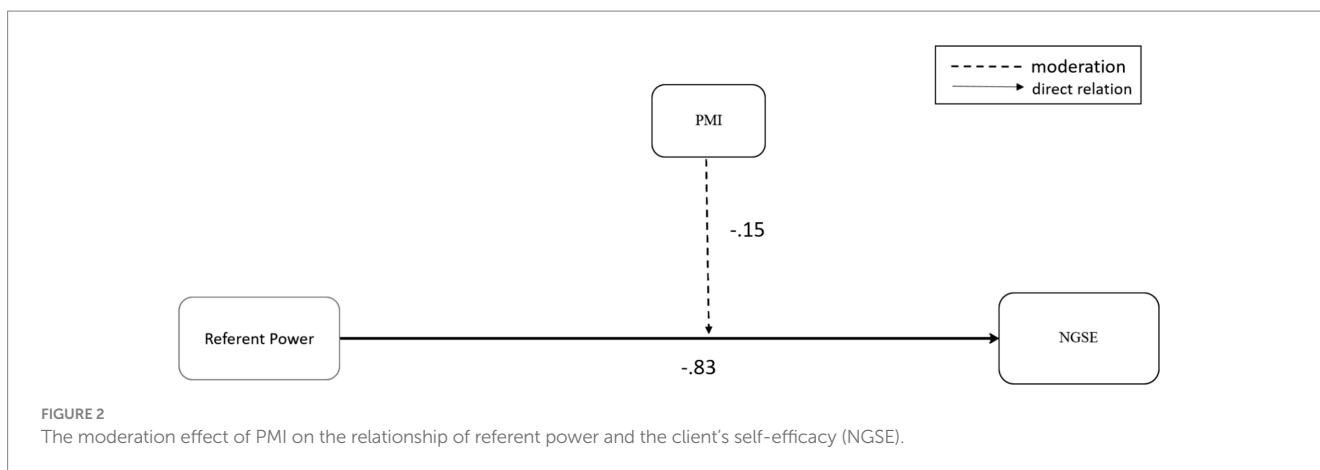 moderation
direct relation
PMI
-.15
Referent Power
NGSE
-.83
FIGURE 2
The moderation effect of PMI on the relationship of referent power and the client’s self-efficacy (NGSE).